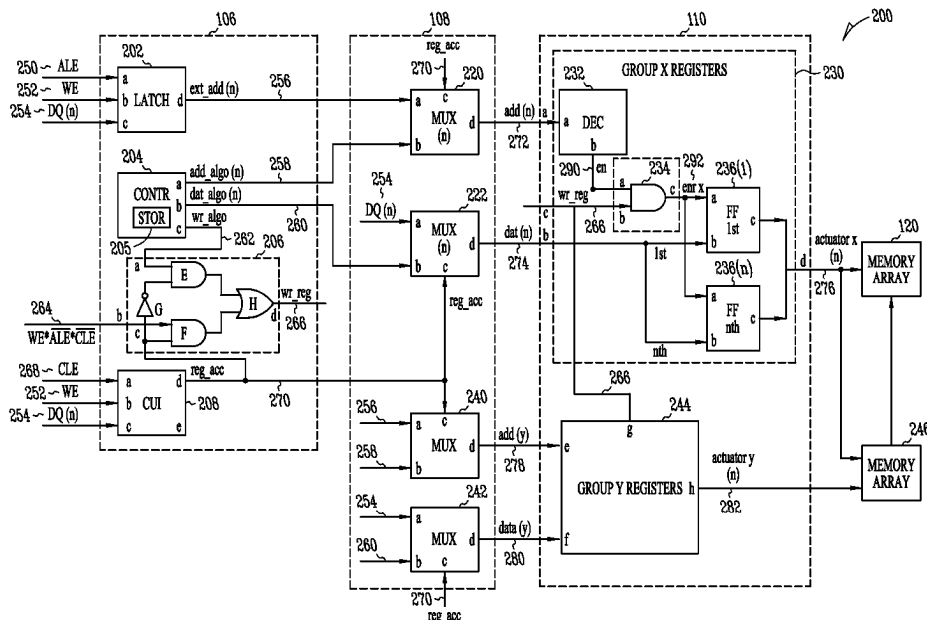 200
106
108
110
202
250 ALE
252 WE
254 DQ (n)
a
b LATCH d
c
ext_add (n)
256
reg_acc
270
220
c
a
MUX
(n)
d
b
add (n)
272
a
GROUP X REGISTERS
230
232
a
DEC
b
290
en
234
a
b
c
292
enr x
wr_reg
c
266
236(1)
a
FF
1st
c
b
236(n)
a
FF
nth
c
b
1st
nth
d
actuator x
(n)
276
120
MEMORY
ARRAY
204
CONTR
STOR
205
a
b
c
add_algo (n)
258
dat_algo (n)
260
wr_algo
262
254
DQ (n)
222
a
MUX
(n)
d
b
c
dat (n)
274
b
reg_acc
206
a
E
G
F
H
d
wr_reg
266
264
WE*ALE*CLE
b
c
268 CLE
252 WE
254 DQ (n)
a d
b CUI
c e
208
reg_acc
270
256
258
240
c
a
MUX
d
b
add (y)
278
e
266
244
g
GROUP Y REGISTERS
h
f
actuator y
(n)
282
246
MEMORY
ARRAY
254
260
242
a
MUX
d
b
c
data (y)
280
270
reg_acc